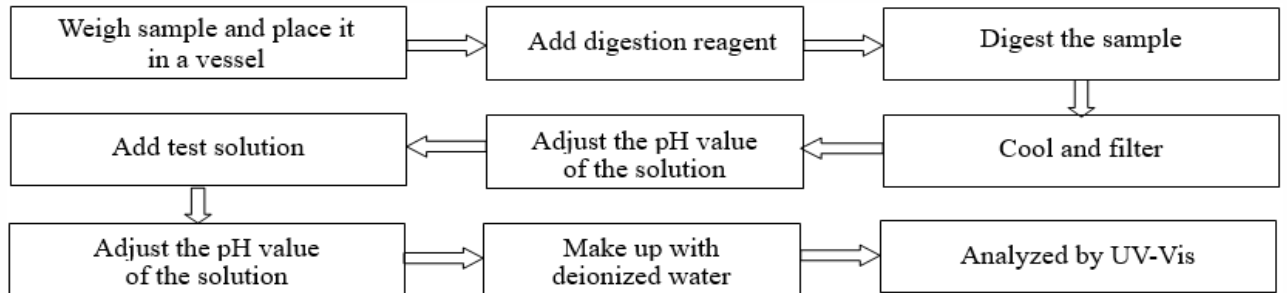 Weigh sample and place it
in a vessel
Add digestion reagent
Digest the sample
Cool and filter
Adjust the pH value
of the solution
Add test solution
Adjust the pH value
of the solution
Make up with
deionized water
Analyzed by UV-Vis